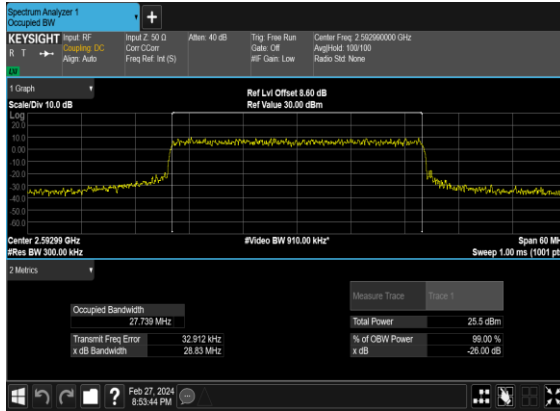 Spectrum Analyzer 1
Occupied BW
KEYSIGHT Input: RF Input Z: 50 Ω Atten: 40 dB Trig: Free Run Center Freq: 2.592990000 GHz
R T Coupling: DC Corr CCorr Gate: Off Avg|Hold: 100/100
Align: Auto Freq Ref: Int (S) #IF Gain: Low Radio Std: None
LXI
1 Graph
Ref Lvl Offset 8.60 dB
Scale/Div 10.0 dB Ref Value 30.00 dBm
Log
20.0
10.0
0.00
-10.0
-20.0
-30.0
-40.0
-50.0
-60.0
Center 2.59299 GHz #Video BW 910.00 kHz* Span 60 MH
#Res BW 300.00 kHz Sweep 1.00 ms (1001 pt
2 Metrics
Measure Trace Trace 1
Occupied Bandwidth
27.739 MHz Total Power 25.5 dBm
Transmit Freq Error 32.912 kHz % of OBW Power 99.00 %
x dB Bandwidth 28.83 MHz x dB -26.00 dB
Feb 27, 2024
8:53:44 PM